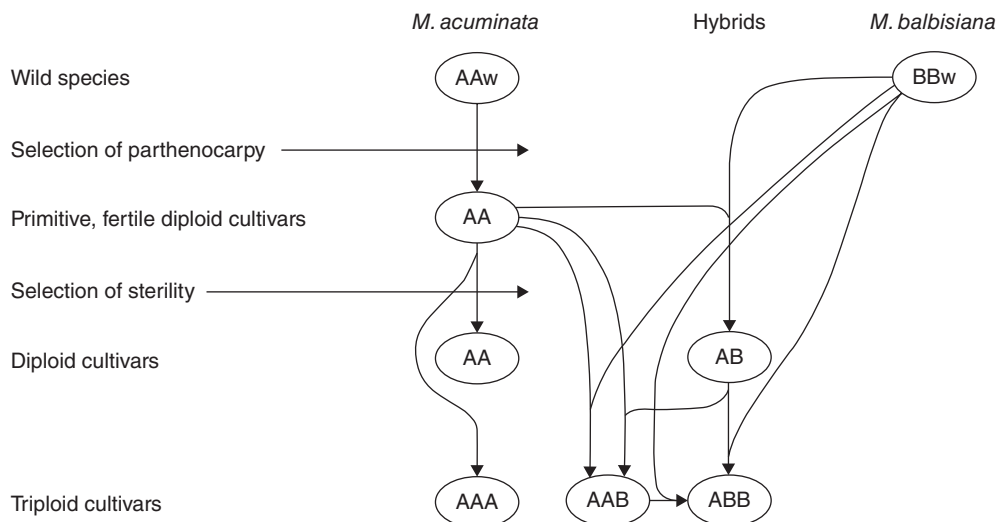 M. acuminata Hybrids M. balbisiana
Wild species AAw BBw
Selection of parthenocarpy
Primitive, fertile diploid cultivars AA
Selection of sterility
Diploid cultivars AA AB
Triploid cultivars AAA AAB ABB